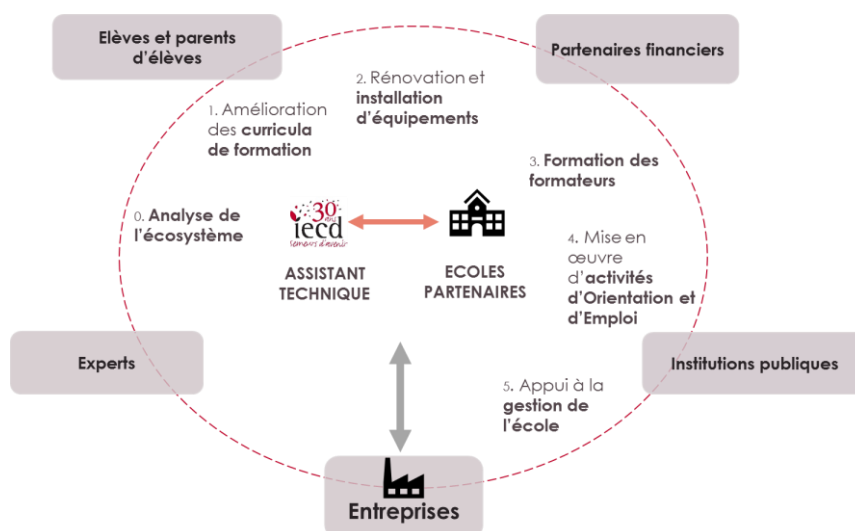 Elèves et parents
d'élèves
Partenaires financiers
2. Rénovation et
installation
d'équipements
1. Amélioration
des curricula
de formation
3. Formation des
formateurs
0. Analyse de
l'écosystème
30
ans
iecd
Semeurs d'avenir
ASSISTANT
TECHNIQUE
ECOLES
PARTENAIRES
4. Mise en
œuvre
d'activités
d'Orientation et
d'Emploi
Experts
Institutions publiques
5. Appui à la
gestion de
l'école
Entreprises